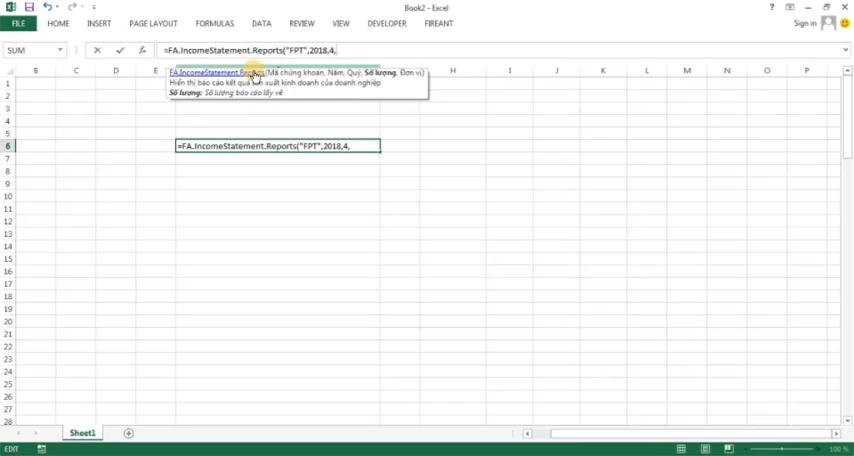 Book2 - Excel
FILE HOME INSERT PAGE LAYOUT FORMULAS DATA REVIEW VIEW DEVELOPER FIREANT Sign in
SUM =FA.IncomeStatement.Reports("FPT",2018,4,
FA.IncomeStatement.Reports(Mã chứng khoán, Năm, Quý, Số lượng, Đơn vị)
Hiển thị báo cáo kết quả sản xuất kinh doanh của doanh nghiệp
Số lượng: Số lượng báo cáo lấy về
B C D E H I J K L M N O P
1
2
3
4
5
6 =FA.IncomeStatement.Reports("FPT",2018,4,
7
8
9
10
11
12
13
14
15
16
17
18
19
20
21
22
23
24
25
26
27
28
Sheet1
EDIT 100 %